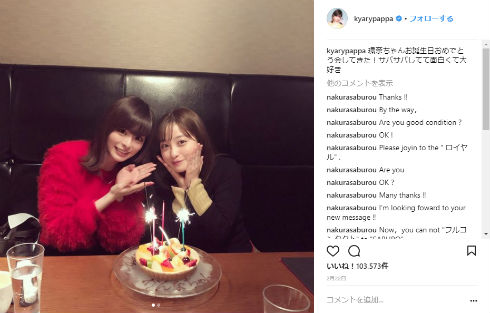 kyarypappa • フォローする
kyarypappa 環奈ちゃんお誕生日おめでと
う会してきた！サバサバしてて面白くて大
好き
他のコメントを表示
nakurasaburou Thanks !!
nakurasaburou By the way,
nakurasaburou Are you good condition ?
nakurasaburou OK !
nakurasaburou Please joyin to the " ロイヤ
ル" .
nakurasaburou Are you
nakurasaburou OK ?
nakurasaburou Many thanks !!
nakurasaburou I'm looking foward to your
new message !!
nakurasaburou Now, you can not "フルコ
いいね！103,573件
コメントを追加...